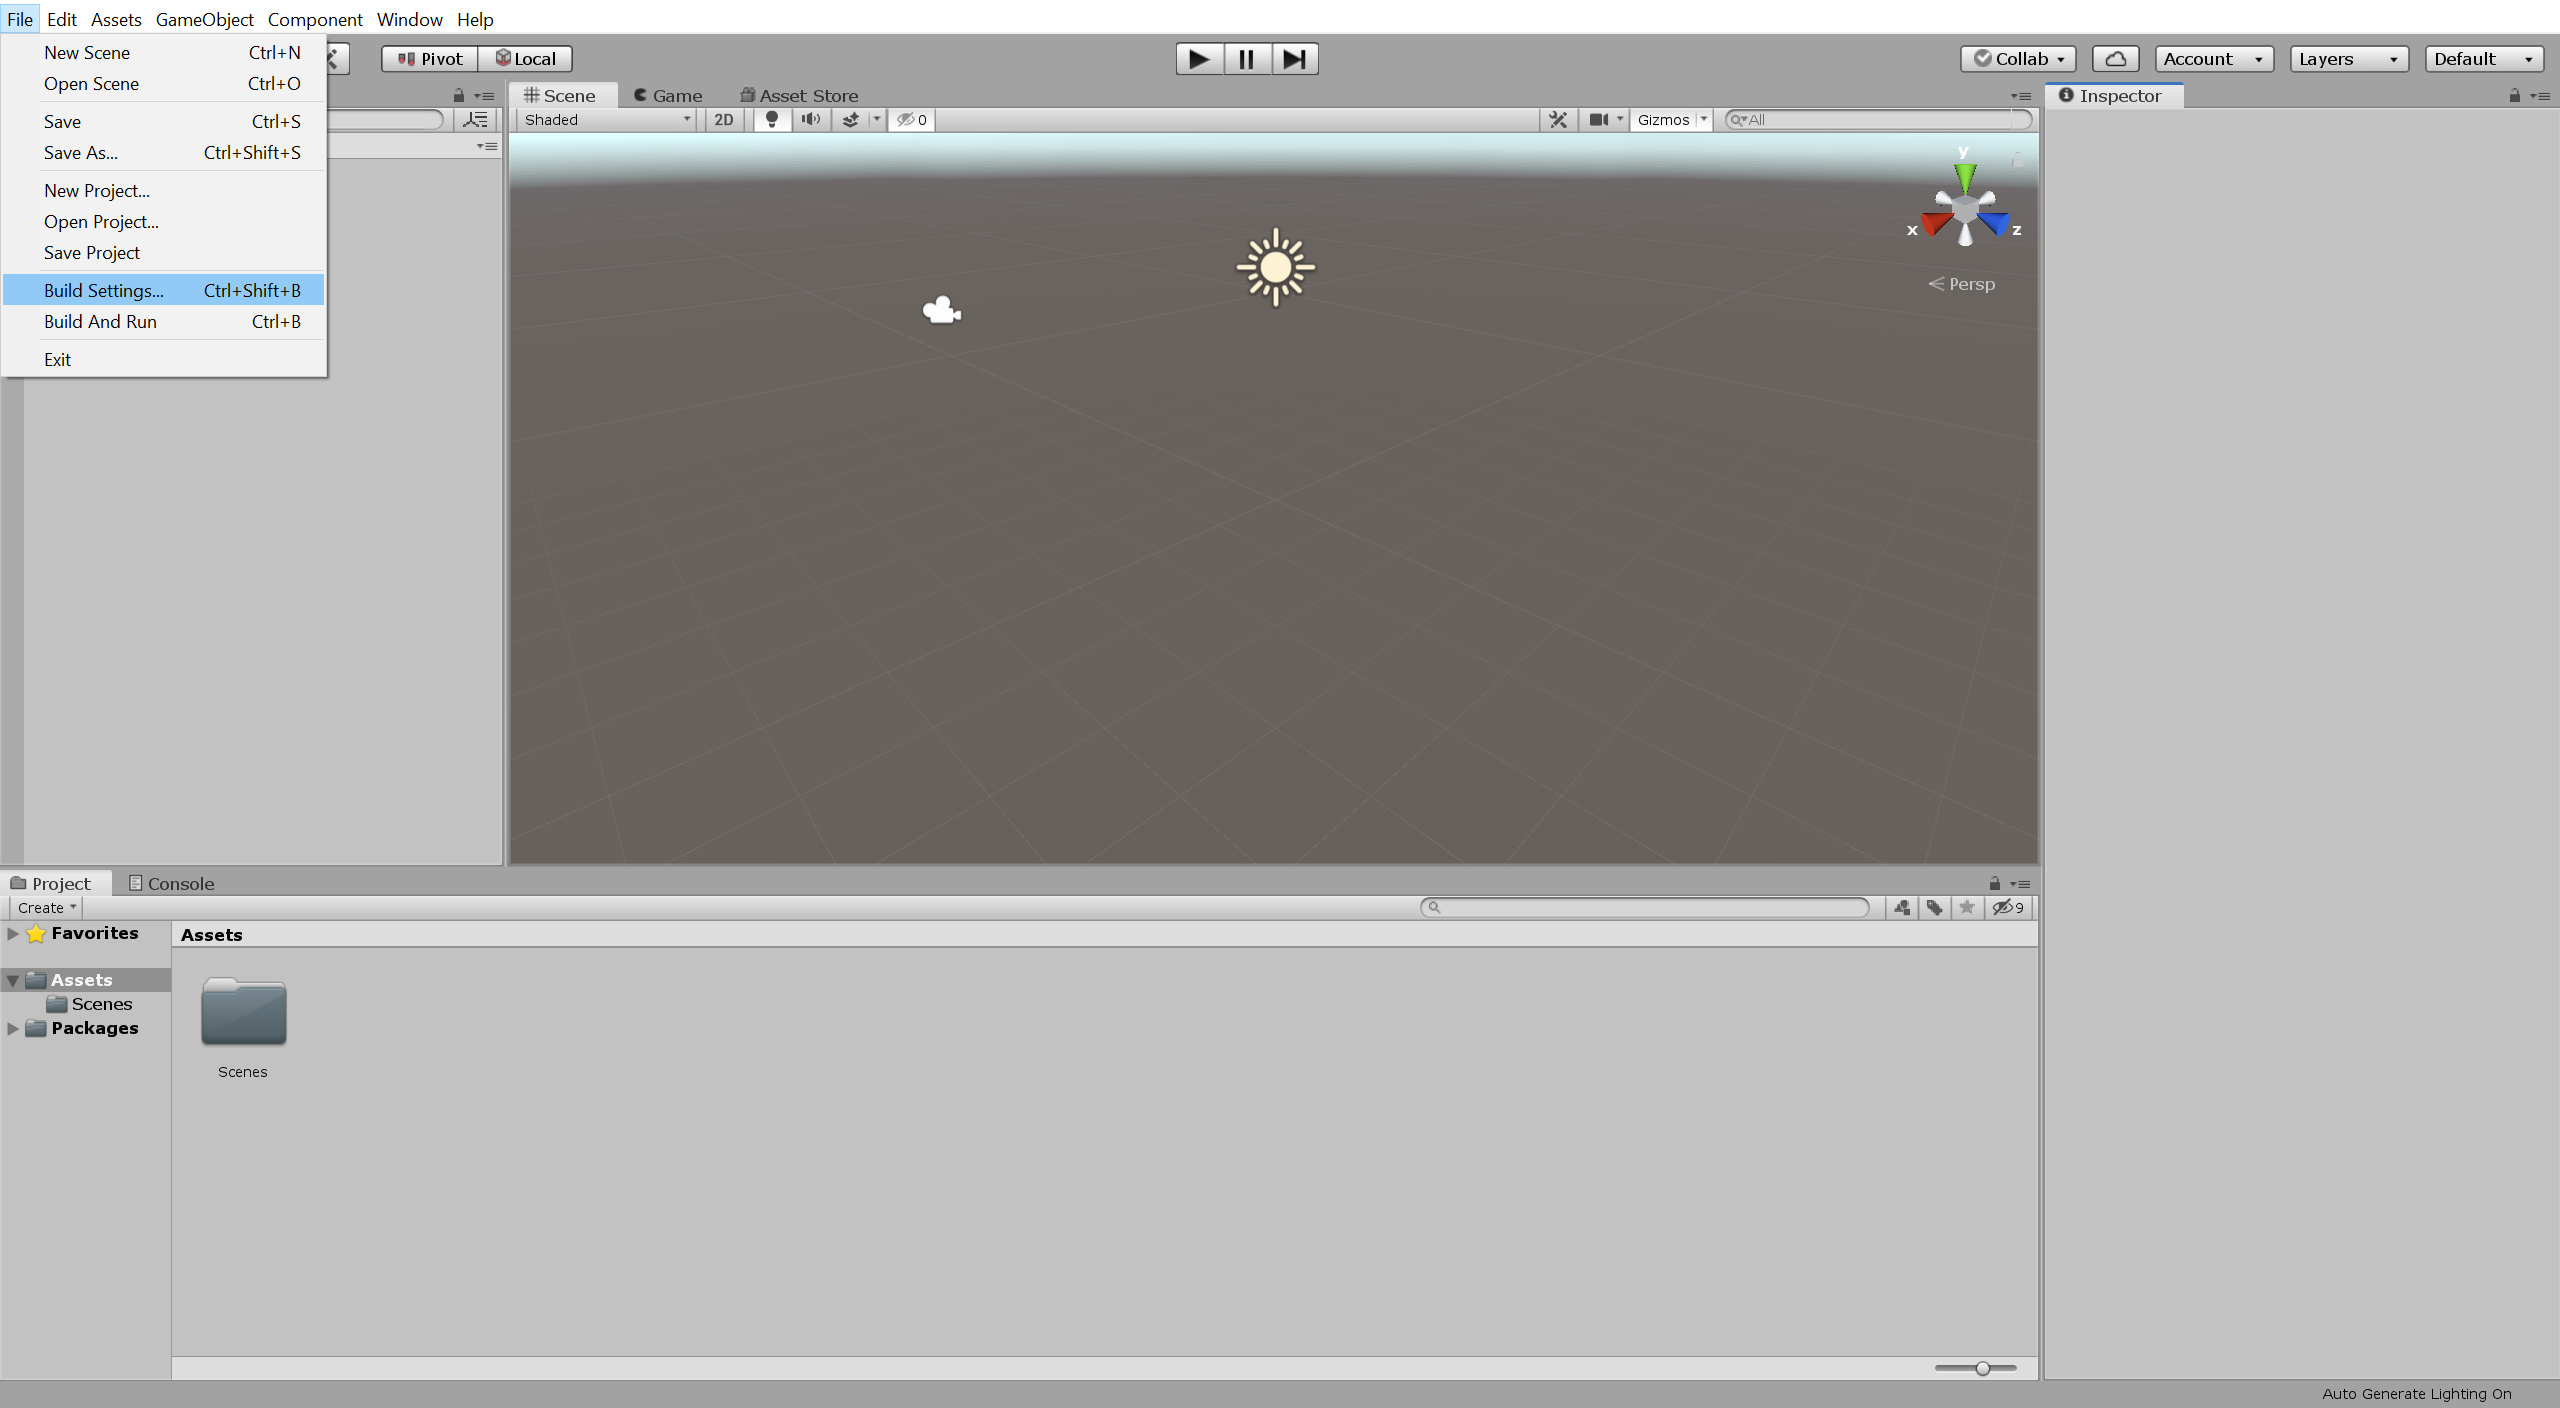 File Edit Assets GameObject Component Window Help
New Scene Ctrl+N
Open Scene Ctrl+O
Save Ctrl+S
Save As... Ctrl+Shift+S
New Project...
Open Project...
Save Project
Build Settings... Ctrl+Shift+B
Build And Run Ctrl+B
Exit
Pivot Local
Collab Account Layers Default
Scene Game Asset Store
Shaded 2D 0 Gizmos All
y
x z
Persp
Inspector
Project Console
Create 9
Favorites
Assets
Scenes
Packages
Assets
Scenes
Auto Generate Lighting On